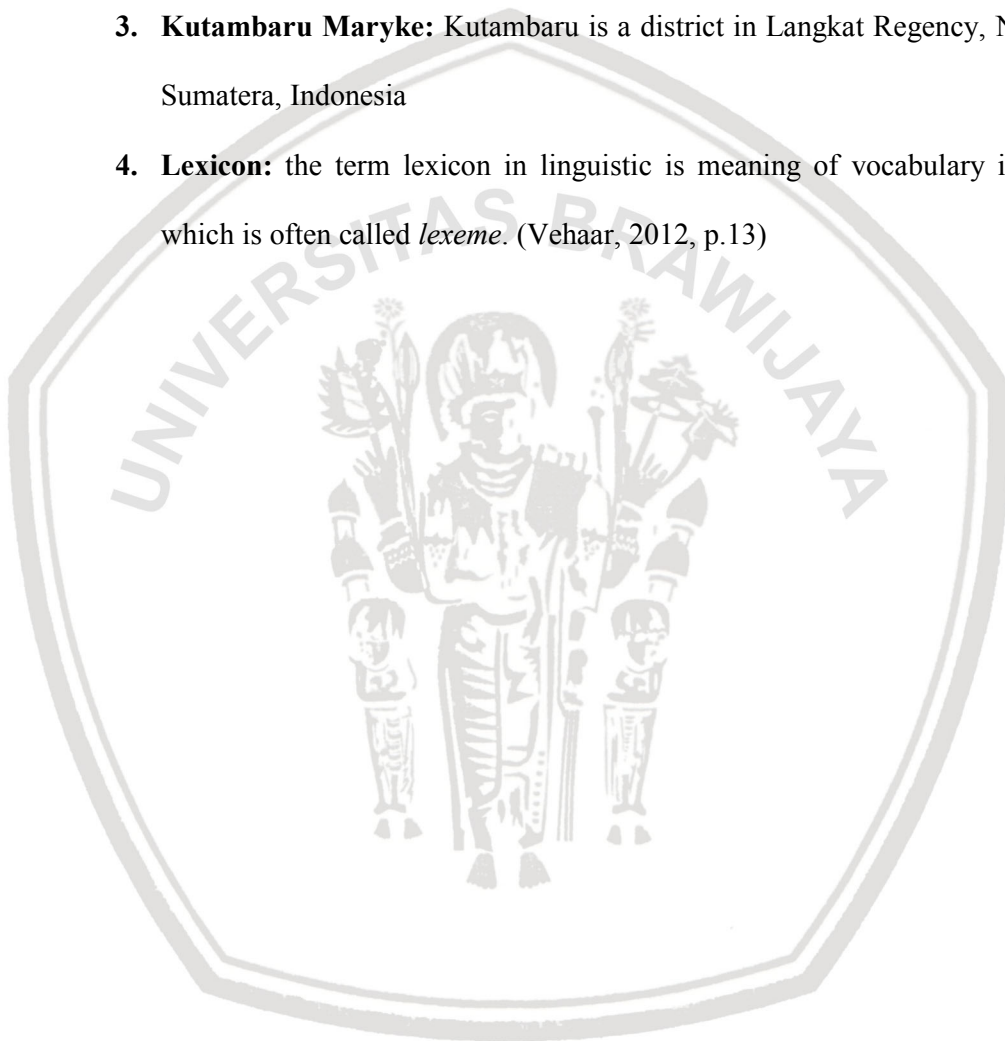 3. Kutambaru Maryke: Kutambaru is a district in Langkat Regency,
Sumatera, Indonesia
4. Lexicon: the term lexicon in linguistic is meaning of vocabulary
which is often called lexeme. (Vehaar, 2012, p.13)
UNIVERSITAS BRAWIJAYA